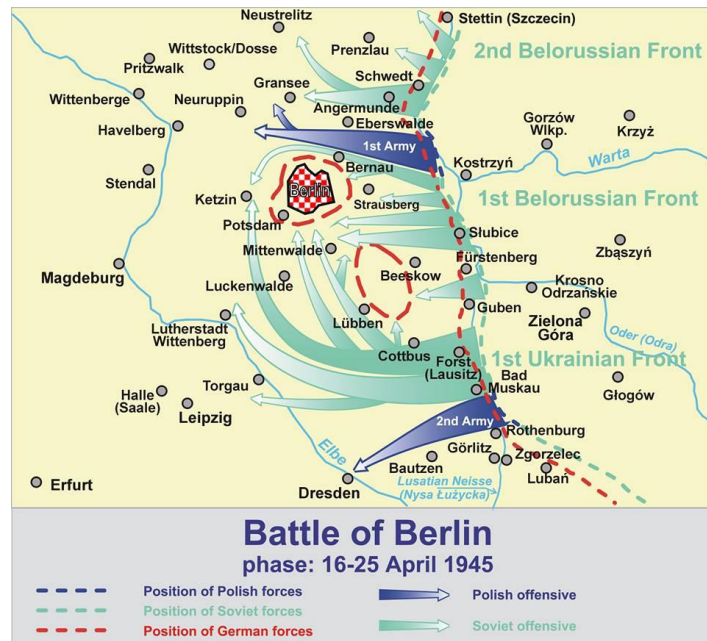 Neustrelitz
Stettin (Szczecin)
Wittstock/Dosse
Prenzlau
2nd Belorussian Front
Pritzwalk
Schwedt
Gransee
Wittenberge
Neuruppin
Angermunde
Eberswalde
Gorzów
Wlkp.
Krzyż
Havelberg
1st Army
Kostrzyń
Warta
Bernau
Stendal
Berlin
Ketzin
Strausberg
1st Belorussian Front
Potsdam
Słubice
Mittenwalde
Fürstenberg
Zbąszyń
Magdeburg
Beeskow
Luckenwalde
Krosno
Odrzańskie
Guben
Lübben
Zielona
Góra
Lutherstadt
Wittenberg
Oder (Odra)
Cottbus
Forst
(Lausitz)
1st Ukrainian Front
Bad
Muskau
Torgau
Halle
(Saale)
Głogów
Leipzig
2nd Army
Rothenburg
Elbe
Görlitz
Zgorzelec
Bautzen
Lubań
Lusatian Neisse
(Nysa Łużycka)
Erfurt
Dresden
Battle of Berlin
phase: 16-25 April 1945
Position of Polish forces
Polish offensive
Position of Soviet forces
Soviet offensive
Position of German forces